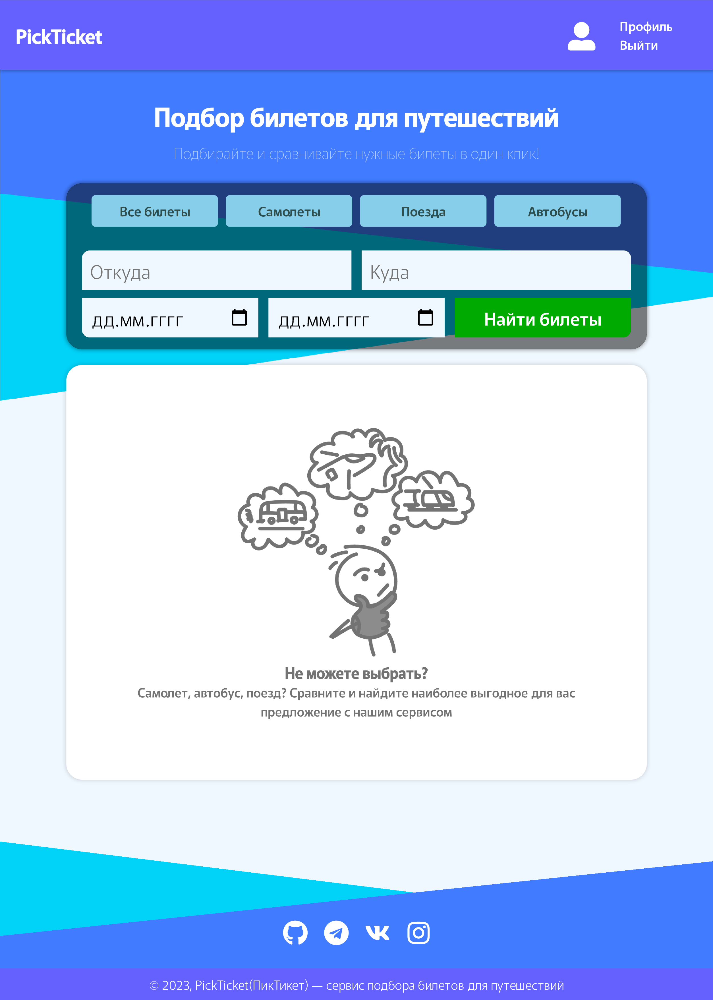 PickTicket
Профиль
Выйти
Подбор билетов для путешествий
Подбирайте и сравнивайте нужные билеты в один клик!
Все билеты
Самолеты
Поезда
Автобусы
Откуда
Куда
дд.мм.гггг
дд.мм.гггг
Найти билеты
Не можете выбрать?
Самолет, автобус, поезд? Сравните и найдите наиболее выгодное для вас
предложение с нашим сервисом
© 2023, PickTicket(ПикТикет) — сервис подбора билетов для путешествий